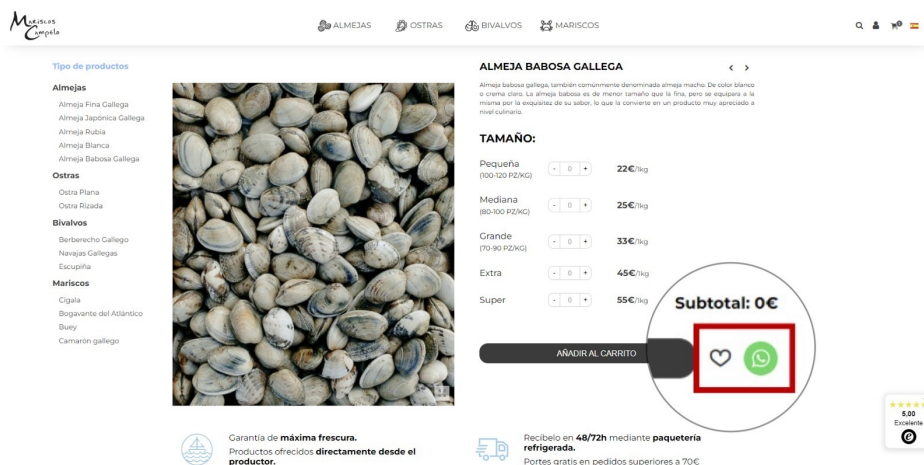 Mariscos
Campelo
ALMEJAS
OSTRAS
BIVALVOS
MARISCOS
0
Tipo de productos
Almejas
Almeja Fina Gallega
Almeja Japónica Gallega
Almeja Rubia
Almeja Blanca
Almeja Babosa Gallega
Ostras
Ostra Plana
Ostra Rizada
Bivalvos
Berberecho Gallego
Navajas Gallegas
Escupiña
Mariscos
Cigala
Bogavante del Atlántico
Buey
Camarón gallego
ALMEJA BABOSA GALLEGA
< >
Almeja babosa gallega, también comúnmente denominada almeja macho. De color blanco
o crema claro. La almeja babosa es de menor tamaño que la fina, pero se equipara a la
misma por la exquisitez de su sabor, lo que la convierte en un producto muy apreciado a
nivel culinario.
TAMAÑO:
Pequeña
(100-120 PZ/KG)
- 0 +
22€/1kg
Mediana
(80-100 PZ/KG)
- 0 +
25€/1kg
Grande
(70-90 PZ/KG)
- 0 +
33€/1kg
Extra
- 0 +
45€/1kg
Super
- 0 +
55€/1kg
Subtotal: 0€
AÑADIR AL CARRITO
Garantía de máxima frescura.
Productos ofrecidos directamente desde el
productor.
Recíbelo en 48/72h mediante paquetería
refrigerada.
Portes gratis en pedidos superiores a 70€
5,00
Excelente